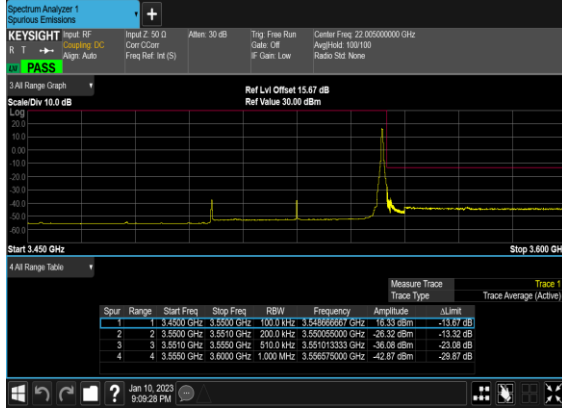 Spectrum Analyzer 1
Spurious Emissions
+
KEYSIGHT Input: RF Input Z: 50 Ω Atten: 30 dB Trig: Free Run Center Freq: 22.005000000 GHz
R T Coupling: DC Corr CCorr Gate: Off Avg|Hold: 100/100
Align: Auto Freq Ref: Int (S) IF Gain: Low Radio Std: None
PASS
3 All Range Graph
Ref Lvl Offset 15.67 dB
Scale/Div 10.0 dB Ref Value 30.00 dBm
Log
20.0
10.0
0.00
-10.0
-20.0
-30.0
-40.0
-50.0
-60.0
Start 3.450 GHz Stop 3.600 GH
4 All Range Table
Measure Trace Trace 1
Trace Type Trace Average (Active)
Spur Range Start Freq Stop Freq RBW Frequency Amplitude ΔLimit
1 1 3.4500 GHz 3.5500 GHz 100.0 kHz 3.548666667 GHz 16.33 dBm -13.67 dB
2 2 3.5500 GHz 3.5510 GHz 200.0 kHz 3.550055000 GHz -26.32 dBm -13.32 dB
3 3 3.5510 GHz 3.5550 GHz 510.0 kHz 3.551013333 GHz -36.08 dBm -23.08 dB
4 4 3.5550 GHz 3.6000 GHz 1.000 MHz 3.556575000 GHz -42.87 dBm -29.87 dB
? Jan 10, 2023
9:09:28 PM